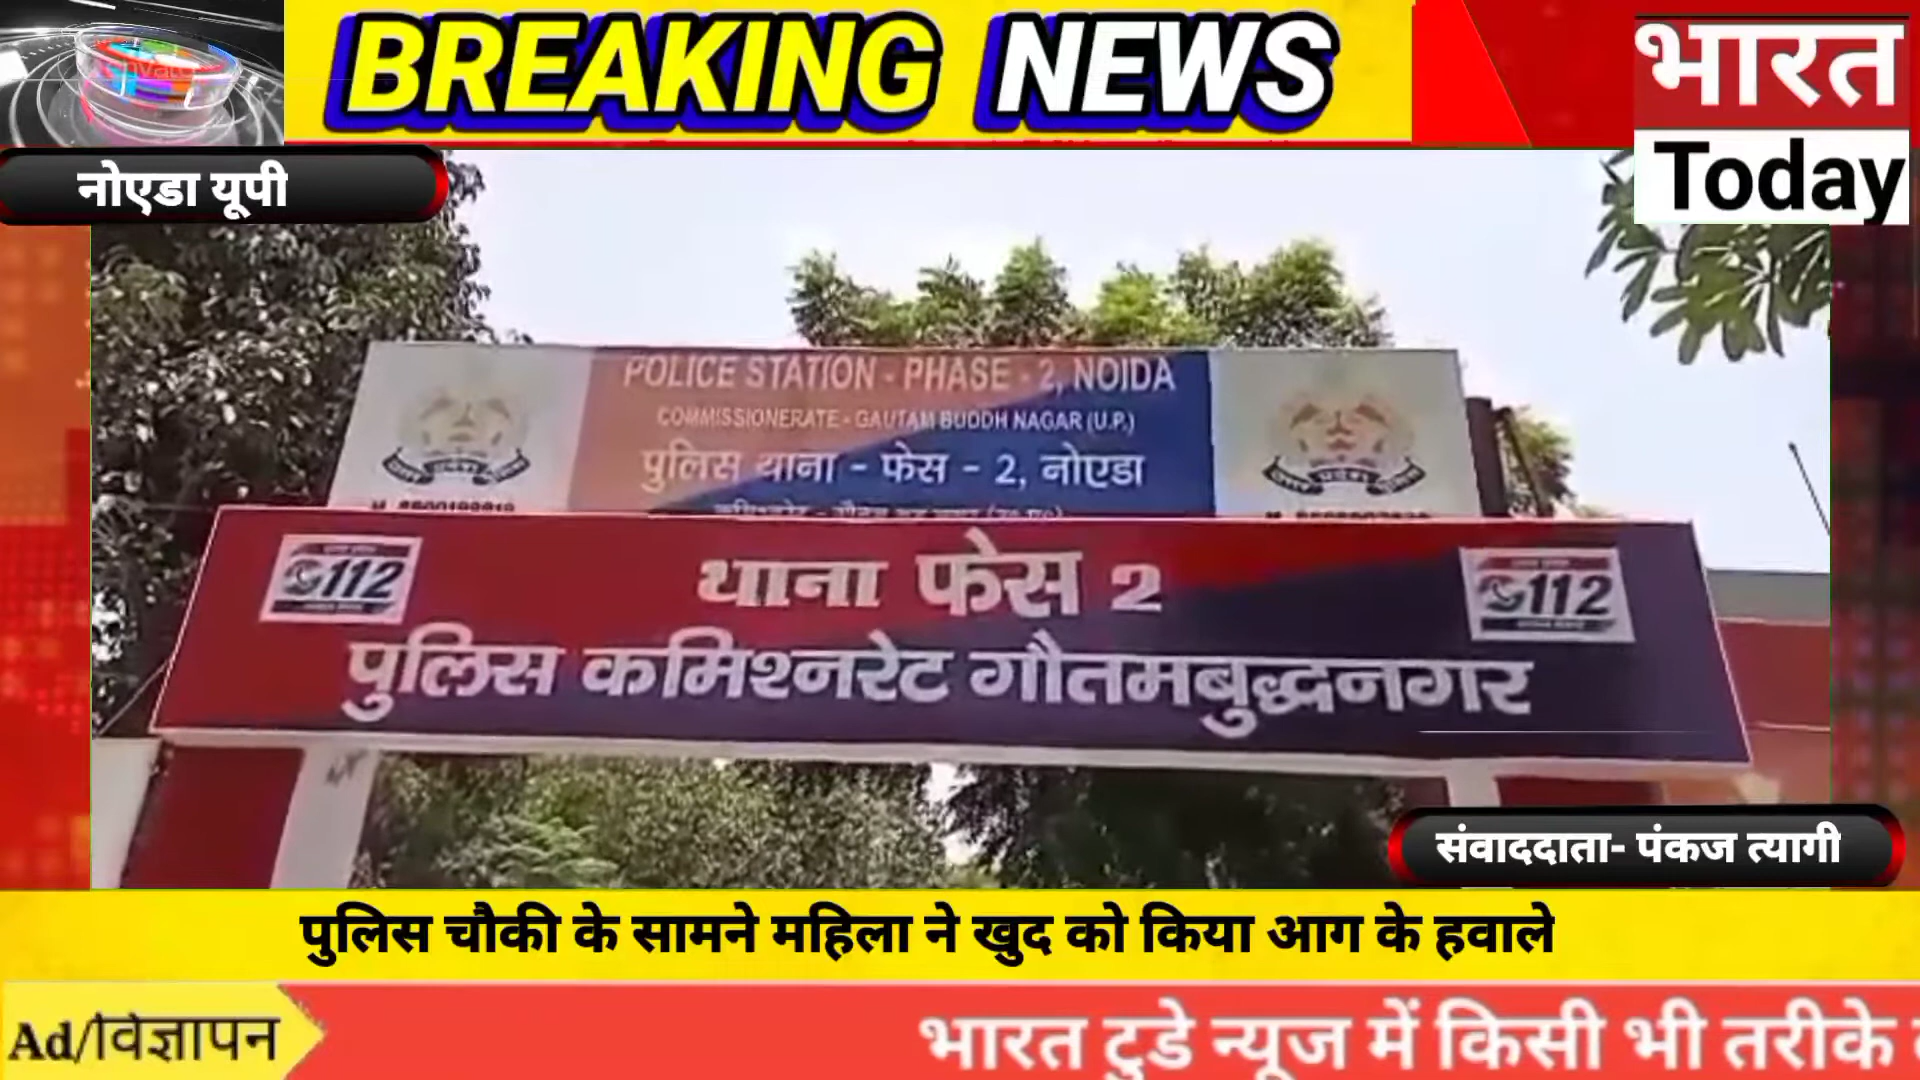 BREAKING NEWS
भारत
Today
नोएडा यूपी
POLICE STATION - PHASE - 2, NOIDA
COMMISSIONERATE - GAUTAM BUDDH NAGAR (U.P.)
पुलिस थाना - फेस - 2, नोएडा
112
112
थाना फेस 2
पुलिस कमिश्नरेट गौतमबुद्धनगर
संवाददाता- पंकज त्यागी
पुलिस चौकी के सामने महिला ने खुद को किया आग के हवाले
Ad/विज्ञापन
भारत टुडे न्यूज में किसी भी तरीके